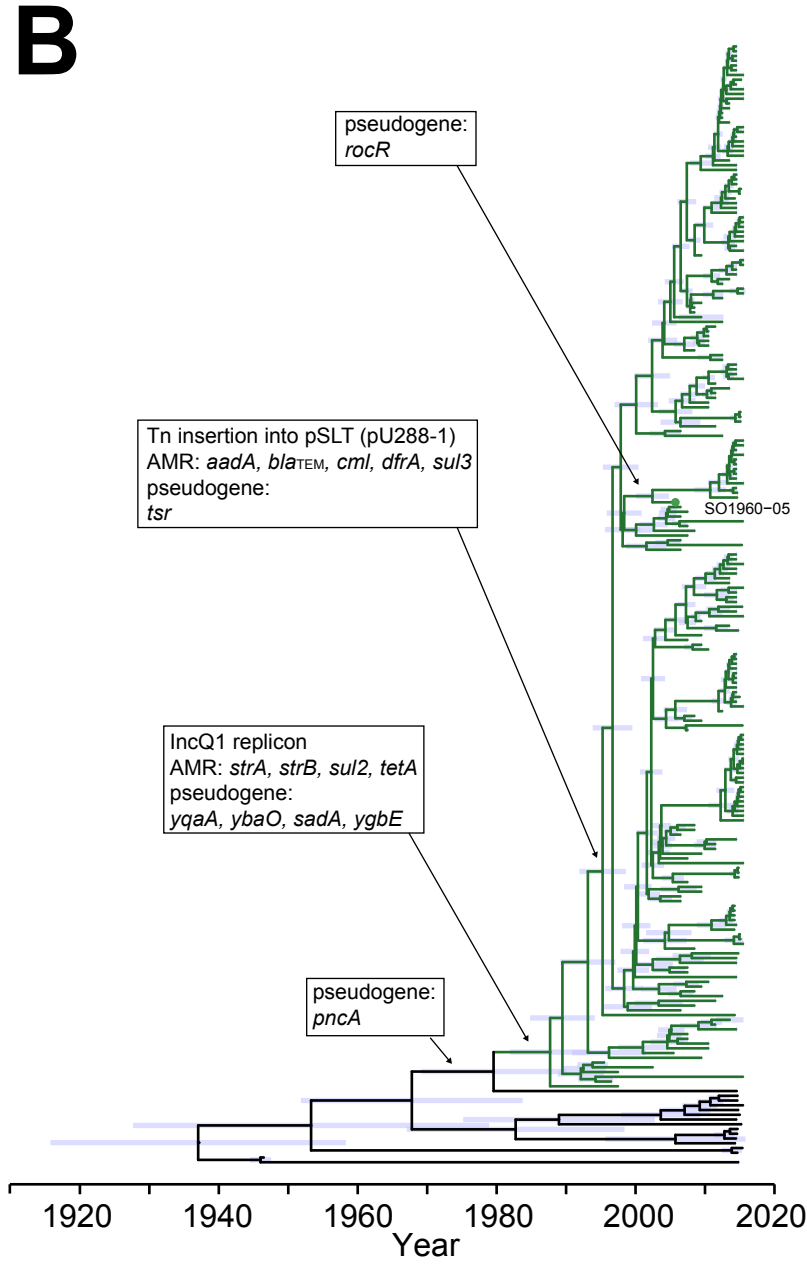 B
pseudogene:
rocR
Tn insertion into pSLT (pU288-1)
AMR: aadA, blaTEM, cml, dfrA, sul3
pseudogene:
tsr
SO1960−05
IncQ1 replicon
AMR: strA, strB, sul2, tetA
pseudogene:
yqaA, ybaO, sadA, ygbE
pseudogene:
pncA
1920 1940 1960 1980 2000 2020
Year